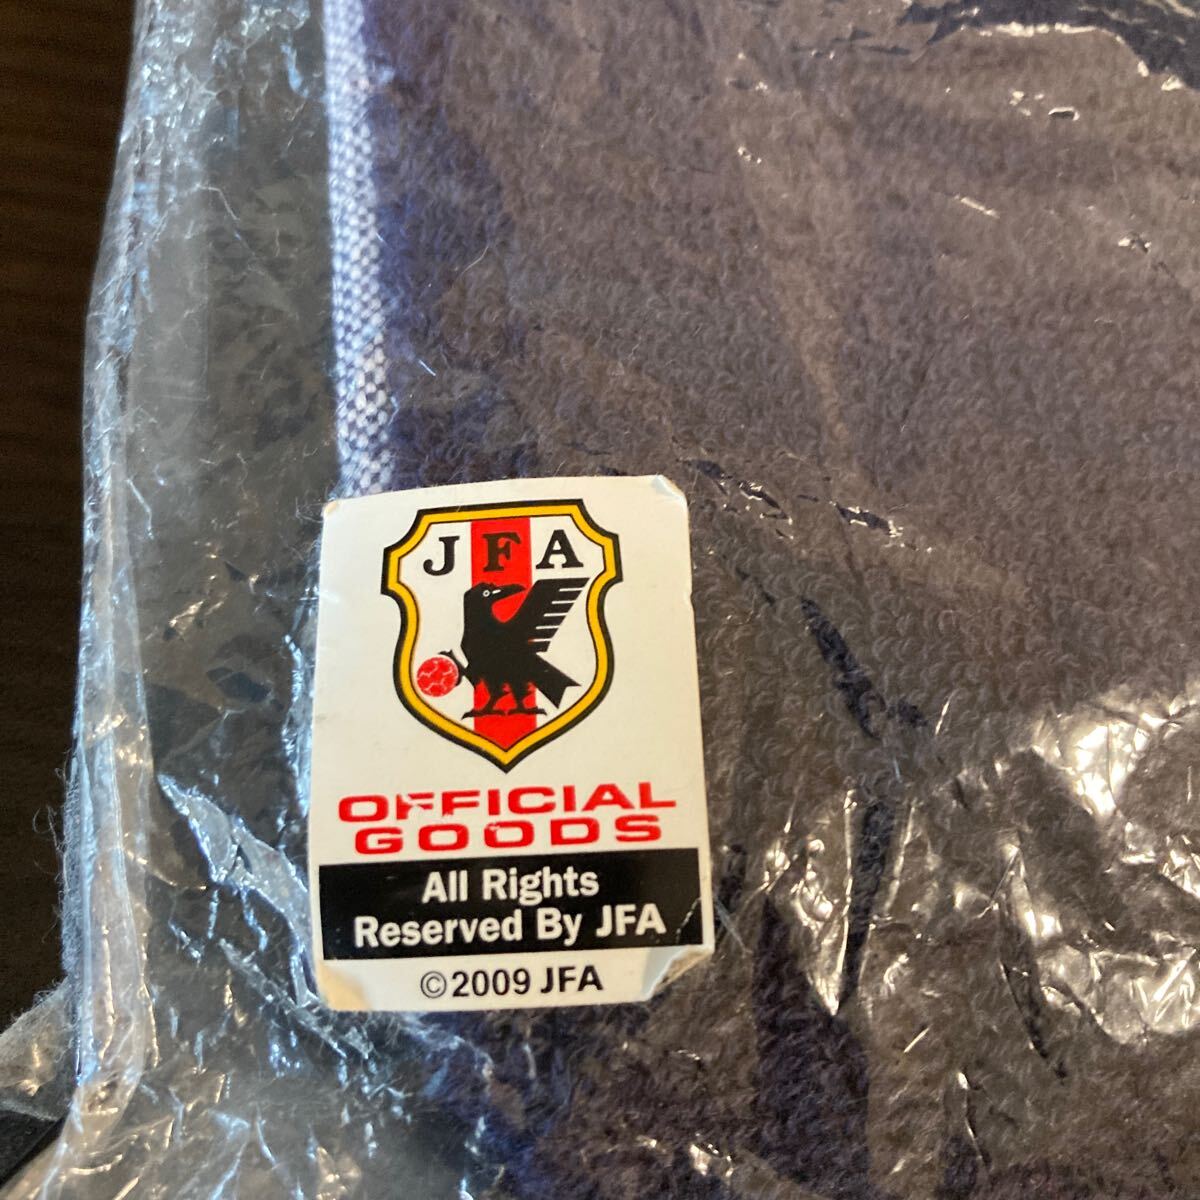 JFA
OFFICIAL
GOODS
All Rights
Reserved By JFA
©2009 JFA